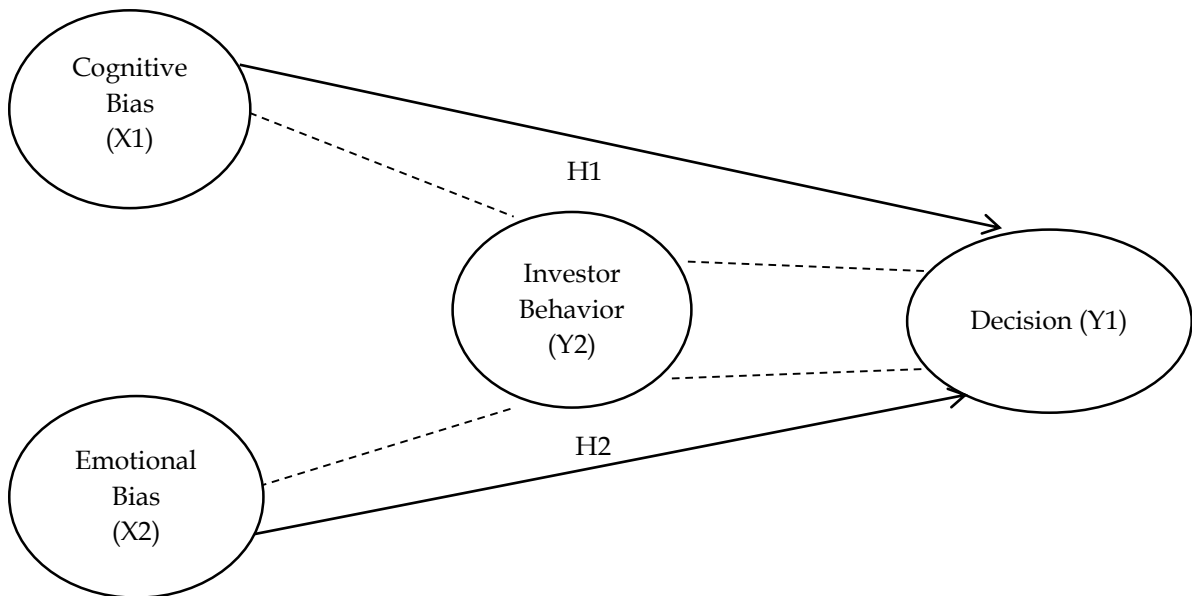 Cognitive
Bias
(X1)
H1
Investor
Behavior
(Y2)
Decision (Y1)
H2
Emotional
Bias
(X2)